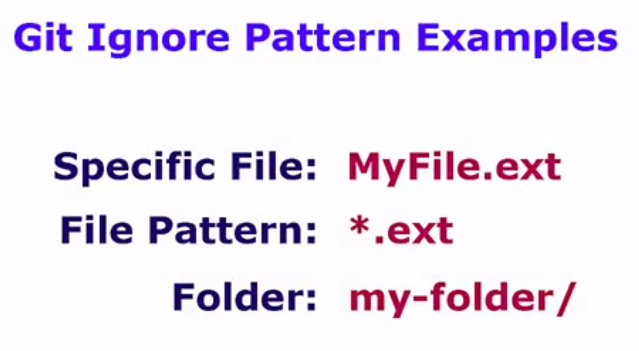 Git Ignore Pattern Examples
Specific File: MyFile.ext
File Pattern: *.ext
Folder: my-folder/